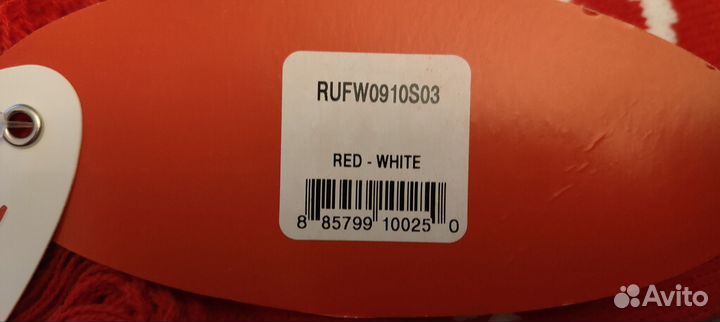 RUFW0910S03
RED - WHITE
8 85799 10025 0
Avito